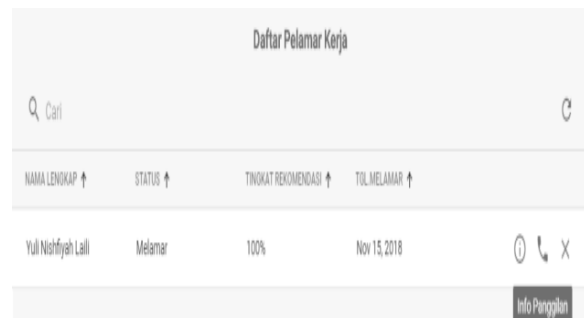 Daftar Pelamar Kerja
Cari
NAMA LENGKAP ↑ STATUS ↑ TINGKAT REKOMENDASI ↑ TGL.MELAMAR ↑
Yuli Nishfiyah Laili Melamar 100% Nov 15, 2018
Info Panggilan